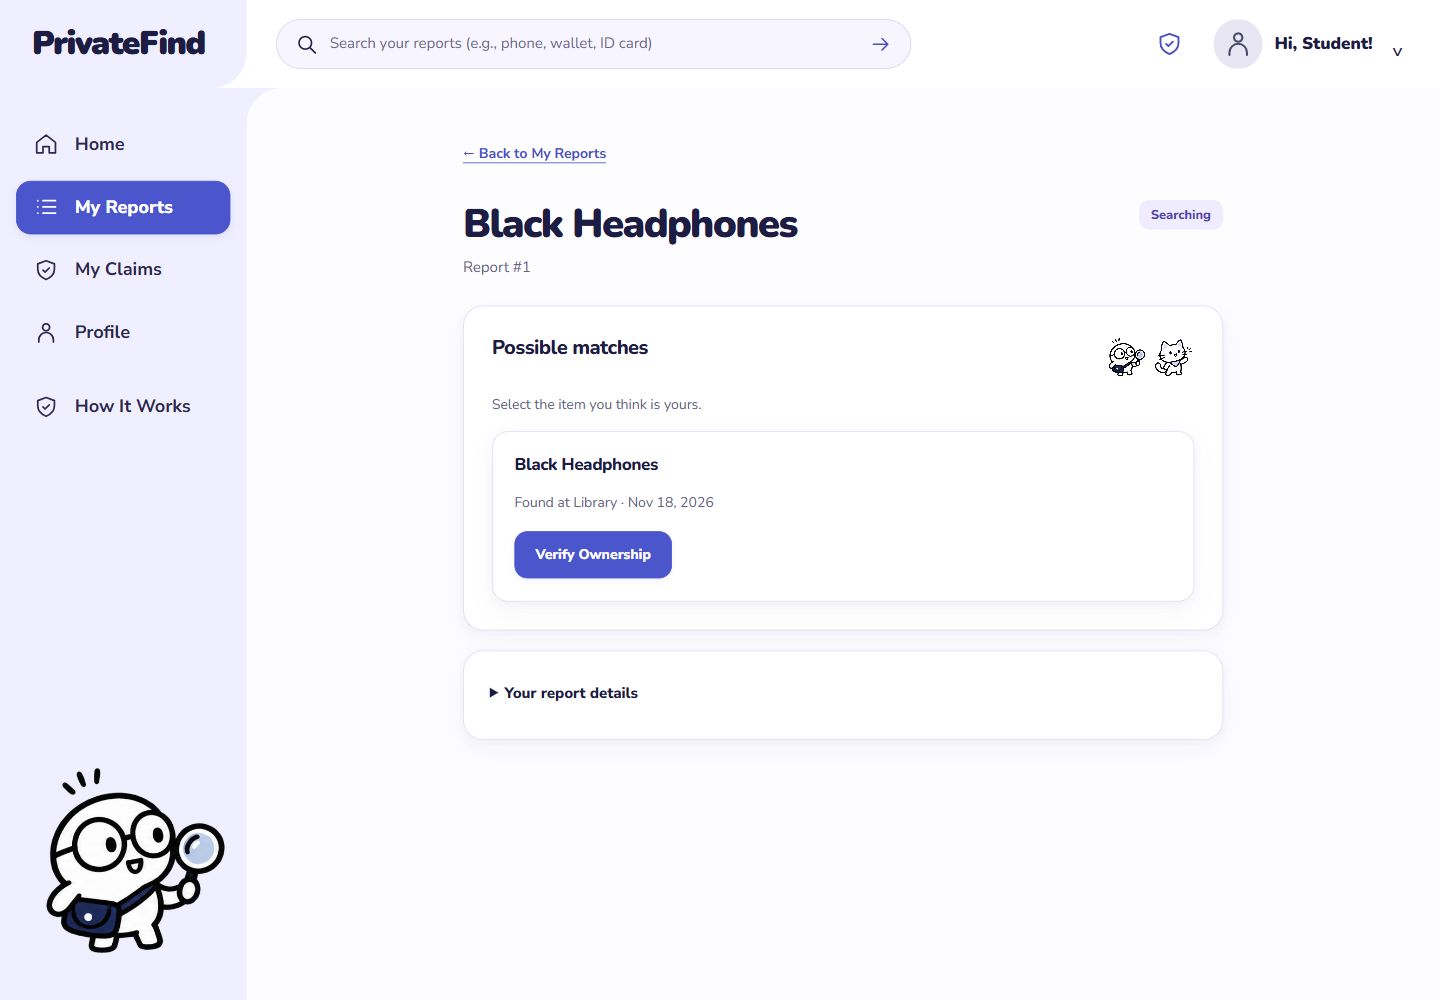 PrivateFind
Search your reports (e.g., phone, wallet, ID card)
Hi, Student!
Home
My Reports
My Claims
Profile
How It Works
← Back to My Reports
Black Headphones
Searching
Report #1
Possible matches
Select the item you think is yours.
Black Headphones
Found at Library · Nov 18, 2026
Verify Ownership
Your report details